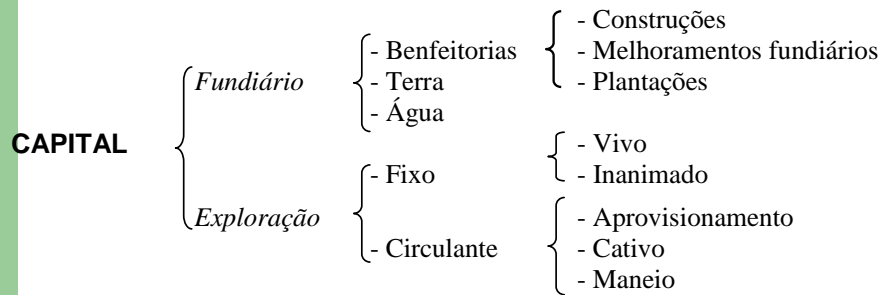 CAPITAL
Fundiário
- Benfeitorias
- Construções
- Melhoramentos fundiários
- Plantações
- Terra
- Água
Exploração
- Fixo
- Vivo
- Inanimado
- Circulante
- Aprovisionamento
- Cativo
- Maneio